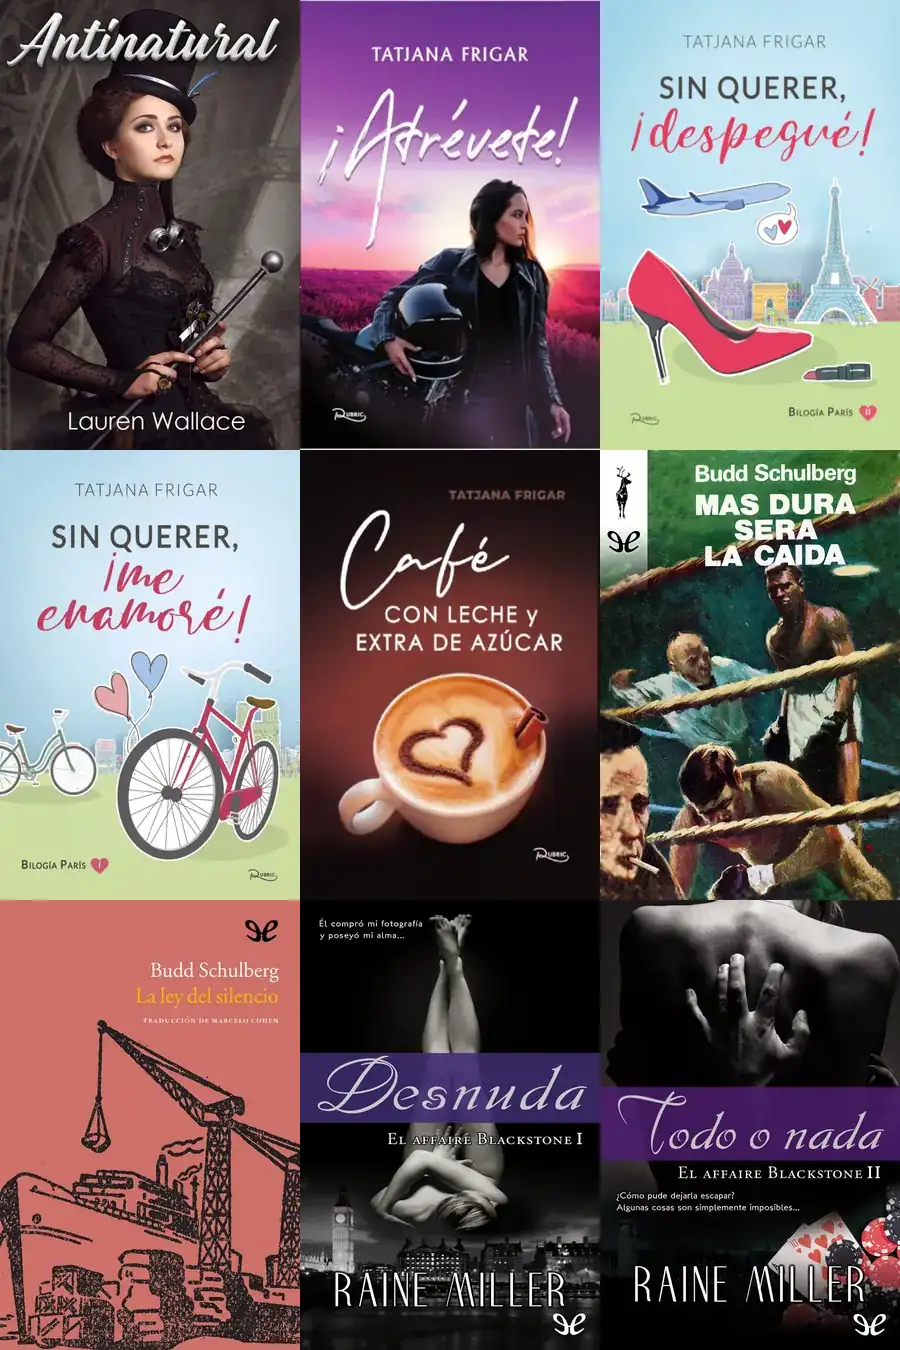 Antinatural
Lauren Wallace
TATJANA FRIGAR
¡Atrévete!
RUBRIC
TATJANA FRIGAR
SIN QUERER,
¡despegué!
BILOGÍA PARÍS II
RUBRIC
TATJANA FRIGAR
SIN QUERER,
¡me
enamoré!
BILOGÍA PARÍS I
RUBRIC
TATJANA FRIGAR
Café
CON LECHE y
EXTRA DE AZÚCAR
RUBRIC
Budd Schulberg
MAS DURA
SERA
LA CAIDA
Budd Schulberg
La ley del silencio
TRADUCCIÓN DE MARCELO COHEN
Él compró mi fotografía
y poseyó mi alma...
Desnuda
EL AFFAIRE BLACKSTONE I
RAINE MILLER
Todo o nada
EL AFFAIRE BLACKSTONE II
¿Cómo pude dejarla escapar?
Algunas cosas son simplemente imposibles...
RAINE MILLER